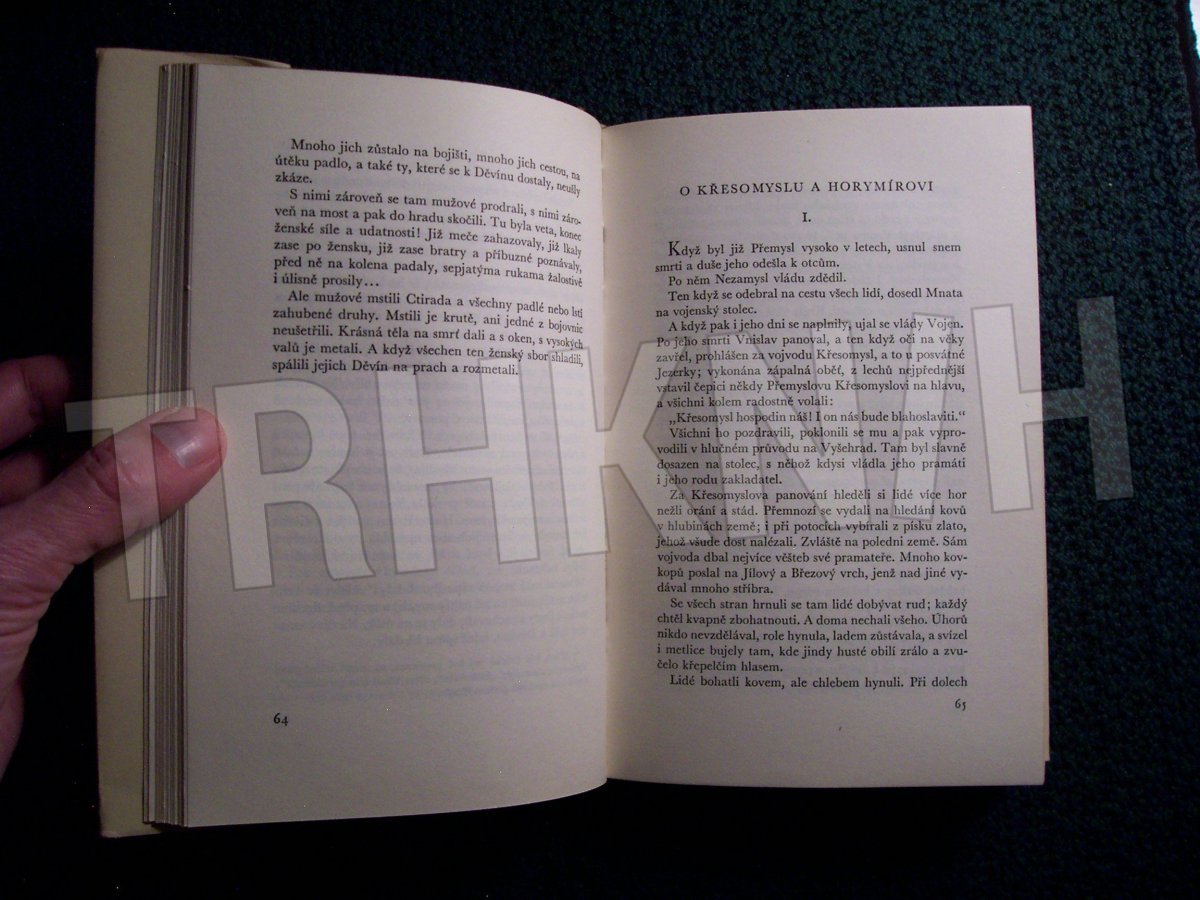 Mnoho jich zůstalo na bojišti, mnoho jich cestou, na
útěku padlo, a také ty, které se k Děvínu dostaly, neušly
zkáze.
S nimi zároveň se tam mužové prodrali, s nimi záro-
veň na most a pak do hradu skočili. Tu byla veta, konec
ženské síle a udatnosti! Již meče zahazovaly, již lkaly
zase po žensku, již zase bratry a příbuzné poznávaly,
před ně na kolena padaly, sepjatýma rukama žalostivě
i úlisně prosily...
Ale mužové mstili Ctirada a všechny padlé nebo lstí
zahubené druhy. Mstili je krutě, ani jedné z bojovnic
neušetřili. Krásná těla na smrť dali a s oken, s vysokých
valů je metali. A když všechen ten ženský sbor shladili,
spálili jejich Děvín na prach a rozmetali.
64
O KŘESOMYSLU A HORYMÍROVI
I.
Když byl již Přemysl vysoko v letech, usnul snem
smrti a duše jeho odešla k otcům.
Po něm Nezamysl vládu zdědil.
Ten když se odebral na cestu všech lidí, dosedl Mnata
na vojenský stolec.
A když pak i jeho dni se naplnily, ujal se vlády Vojen.
Po jeho smrti Vnislav panoval, a ten když oči na věky
zavřel, prohlášen za vojvodu Křesomysl, a to u posvátné
Jezerky; vykonána zápalná oběť, z lechů nejpřednější
vstavil čepici někdy Přemyslovu Křesomyslovi na hlavu,
a všichni kolem radostně volali:
„Křesomysl hospodin náš! I on nás bude blahoslaviti.“
Všichni ho pozdravili, poklonili se mu a pak vypro-
vodili v hlučném průvodu na Vyšehrad. Tam byl slavně
dosazen na stolec, s něhož kdysi vládla jeho pramáti
i jeho rodu zakladatel.
Za Křesomyslova panování hleděli si lidé více hor
nežli orání a stád. Přemnozí se vydali na hledání kovů
v hlubinách země; i při potocích vybírali z písku zlato,
jehož všude dost nalézali. Zvláště na poledni země. Sám
vojvoda dbal nejvíce věšteb své pramateře. Mnoho kov-
kopů poslal na Jílový a Březový vrch, jenž nad jiné vy-
dával mnoho stříbra.
Se všech stran hrnuli se tam lidé dobývat rud; každý
chtěl kvapně zbohatnouti. A doma nechali všeho. Úhorů
nikdo nevzdělával, role hynula, ladem zůstávala, a svízel
i metlice bujely tam, kde jindy husté obilí zrálo a zvu-
čelo křepelčím hlasem.
Lidé bohatli kovem, ale chlebem hynuli. Při dolech
65
TRHKNIH